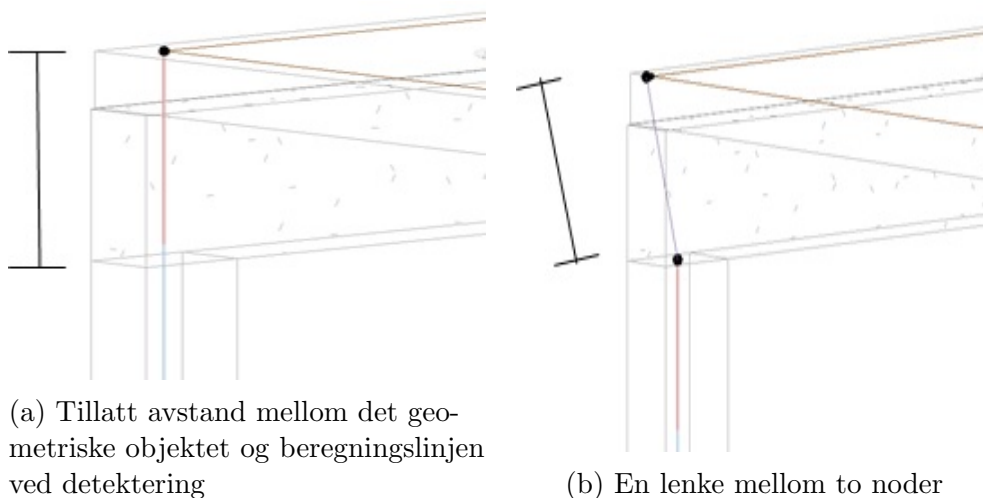 (a) Tillatt avstand mellom det geo-
metriske objektet og beregningslinjen
ved detektering
(b) En lenke mellom to noder